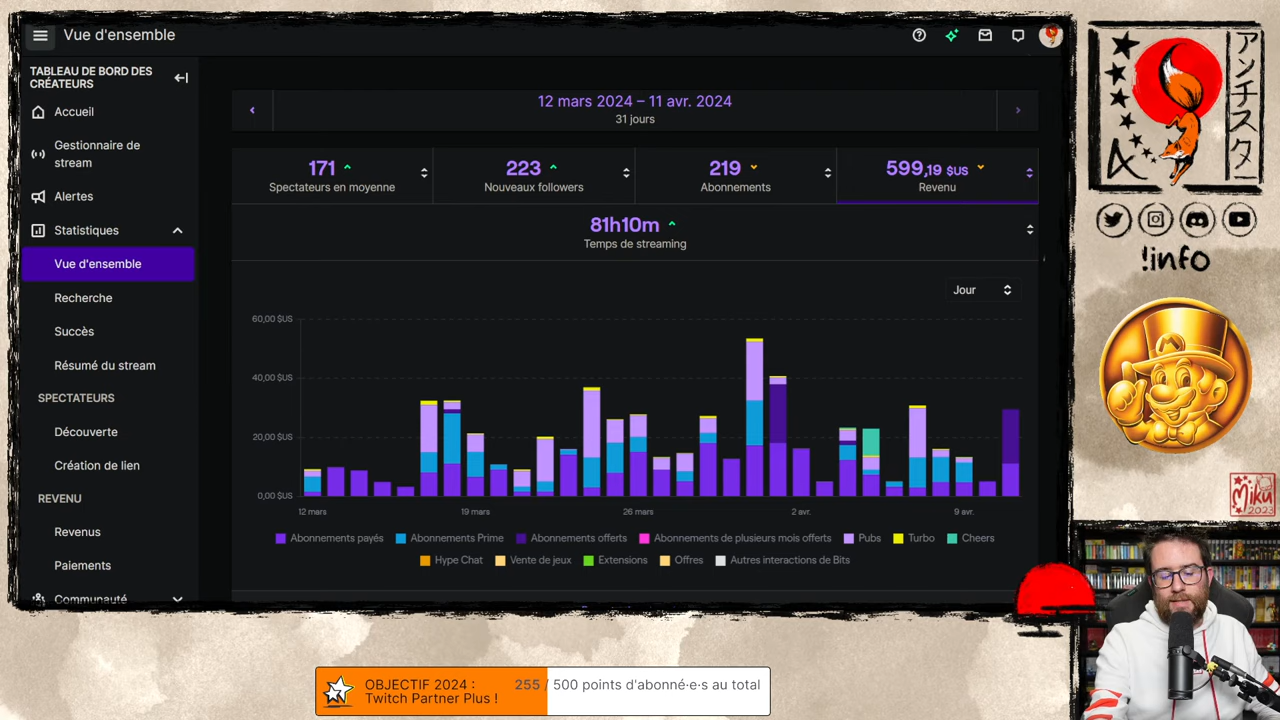 Vue d'ensemble
TABLEAU DE BORD DES
CRÉATEURS
Accueil
Gestionnaire de
stream
Alertes
Statistiques
Vue d'ensemble
Recherche
Succès
Résumé du stream
SPECTATEURS
Découverte
Création de lien
REVENU
Revenus
Paiements
Communauté
12 mars 2024 – 11 avr. 2024
31 jours
171
Spectateurs en moyenne
223
Nouveaux followers
219
Abonnements
599,19 $US
Revenu
81h10m
Temps de streaming
Jour
60,00 $US
40,00 $US
20,00 $US
0,00 $US
12 mars
19 mars
26 mars
2 avr.
9 avr.
Abonnements payés
Abonnements Prime
Abonnements offerts
Abonnements de plusieurs mois offerts
Pubs
Turbo
Cheers
Hype Chat
Vente de jeux
Extensions
Offres
Autres interactions de Bits
アンチスター
!info
M
Miku
2023
OBJECTIF 2024 :
Twitch Partner Plus !
255 / 500 points d'abonné·e·s au total